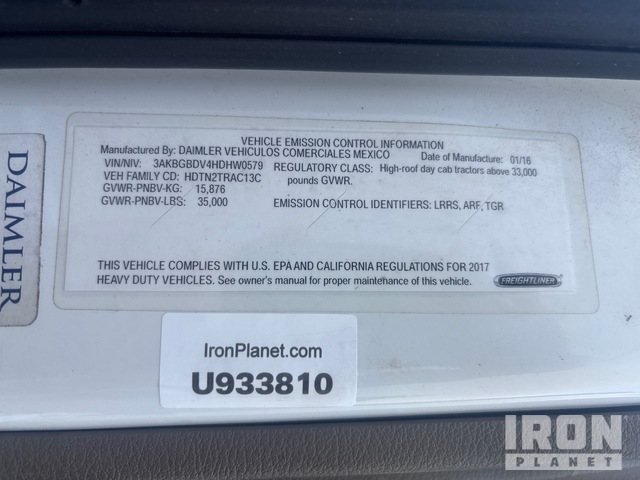 VEHICLE EMISSION CONTROL INFORMATION
Manufactured By: DAIMLER VEHICULOS COMERCIALES MEXICO Date of Manufacture: 01/16
VIN/NIV: 3AKBGBDV4HDHW0579 REGULATORY CLASS: High-roof day cab tractors above 33,000
VEH FAMILY CD: HDTN2TRAC13C pounds GVWR.
GVWR-PNBV-KG: 15,876
GVWR-PNBV-LBS: 35,000 EMISSION CONTROL IDENTIFIERS: LRRS, ARF, TGR
THIS VEHICLE COMPLIES WITH U.S. EPA AND CALIFORNIA REGULATIONS FOR 2017
HEAVY DUTY VEHICLES. See owner's manual for proper maintenance of this vehicle.
FREIGHTLINER
DAIMLER
IronPlanet.com
U933810
IRON
PLANET